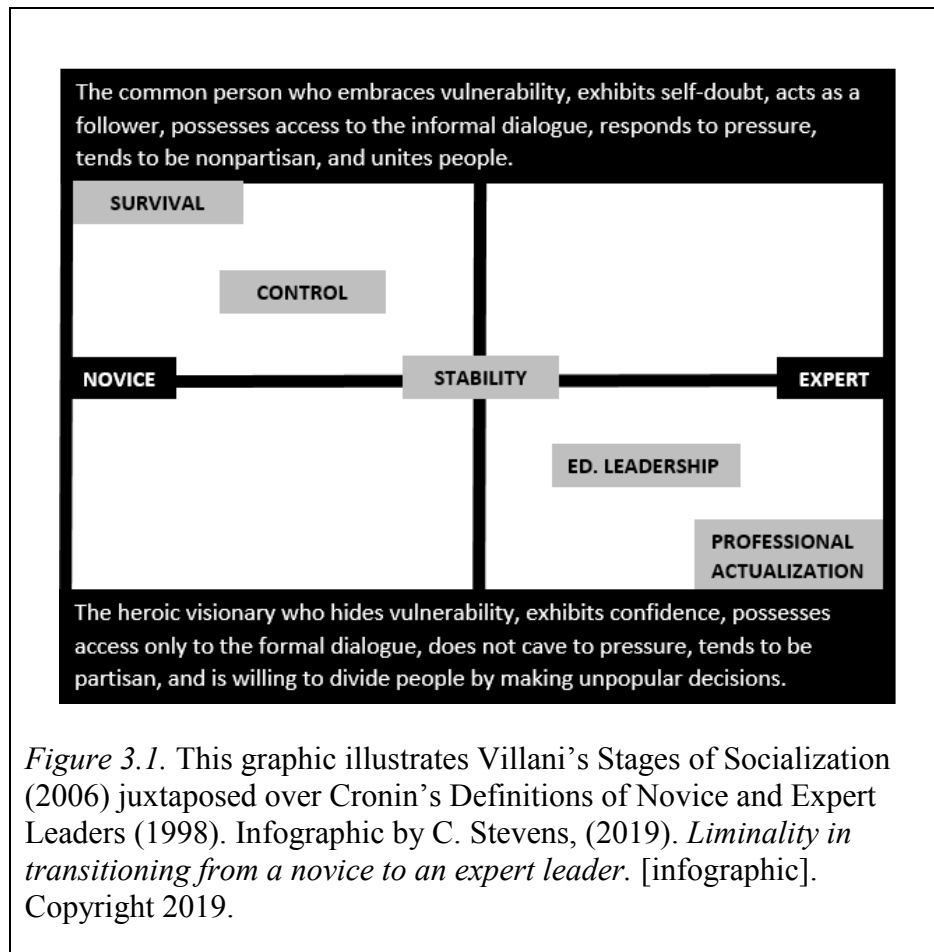 The common person who embraces vulnerability, exhibits self-doubt, acts as a
follower, possesses access to the informal dialogue, responds to pressure,
tends to be nonpartisan, and unites people.
SURVIVAL
CONTROL
NOVICE
STABILITY
EXPERT
ED. LEADERSHIP
PROFESSIONAL
ACTUALIZATION
The heroic visionary who hides vulnerability, exhibits confidence, possesses
access only to the formal dialogue, does not cave to pressure, tends to be
partisan, and is willing to divide people by making unpopular decisions.
Figure 3.1. This graphic illustrates Villani’s Stages of Socialization
(2006) juxtaposed over Cronin’s Definitions of Novice and Expert
Leaders (1998). Infographic by C. Stevens, (2019). Liminality in
transitioning from a novice to an expert leader. [infographic].
Copyright 2019.